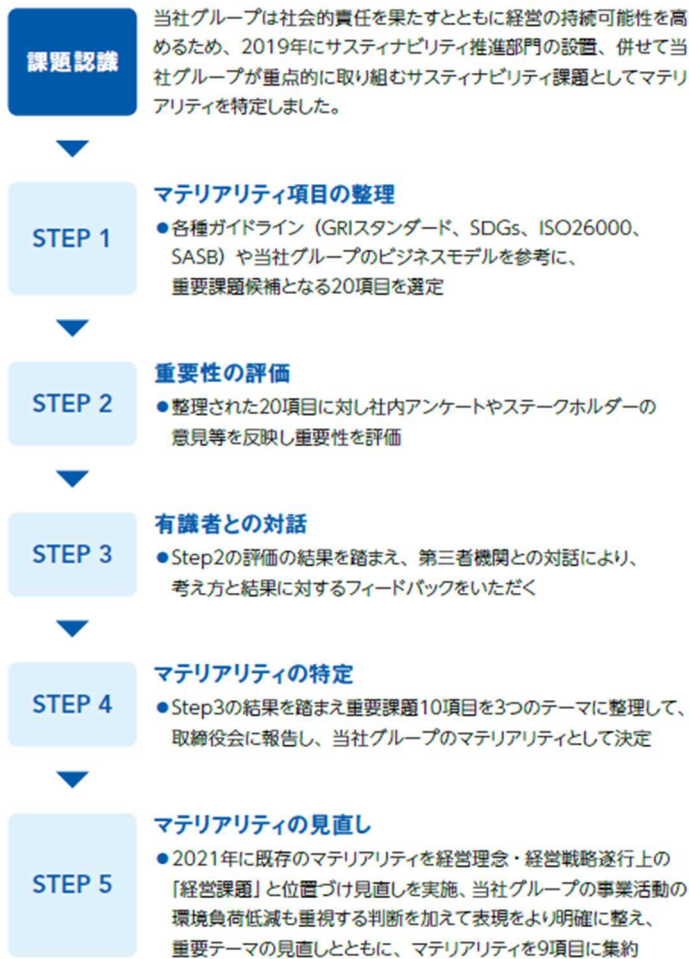 課題認識
当社グループは社会的責任を果たすとともに経営の持続可能性を高
めるため、2019年にサスティナビリティ推進部門の設置、併せて当
社グループが重点的に取り組むサスティナビリティ課題としてマテリ
アリティを特定しました。
STEP 1
マテリアリティ項目の整理
●各種ガイドライン（GRIスタンダード、SDGs、ISO26000、
SASB）や当社グループのビジネスモデルを参考に、
重要課題候補となる20項目を選定
STEP 2
重要性の評価
●整理された20項目に対し社内アンケートやステークホルダーの
意見等を反映し重要性を評価
STEP 3
有識者との対話
●Step2の評価の結果を踏まえ、第三者機関との対話により、
考え方と結果に対するフィードバックをいただく
STEP 4
マテリアリティの特定
●Step3の結果を踏まえ重要課題10項目を3つのテーマに整理して、
取締役会に報告し、当社グループのマテリアリティとして決定
STEP 5
マテリアリティの見直し
●2021年に既存のマテリアリティを経営理念・経営戦略遂行上の
「経営課題」と位置づけ見直しを実施、当社グループの事業活動の
環境負荷低減も重視する判断を加えて表現をより明確に整え、
重要テーマの見直しとともに、マテリアリティを9項目に集約